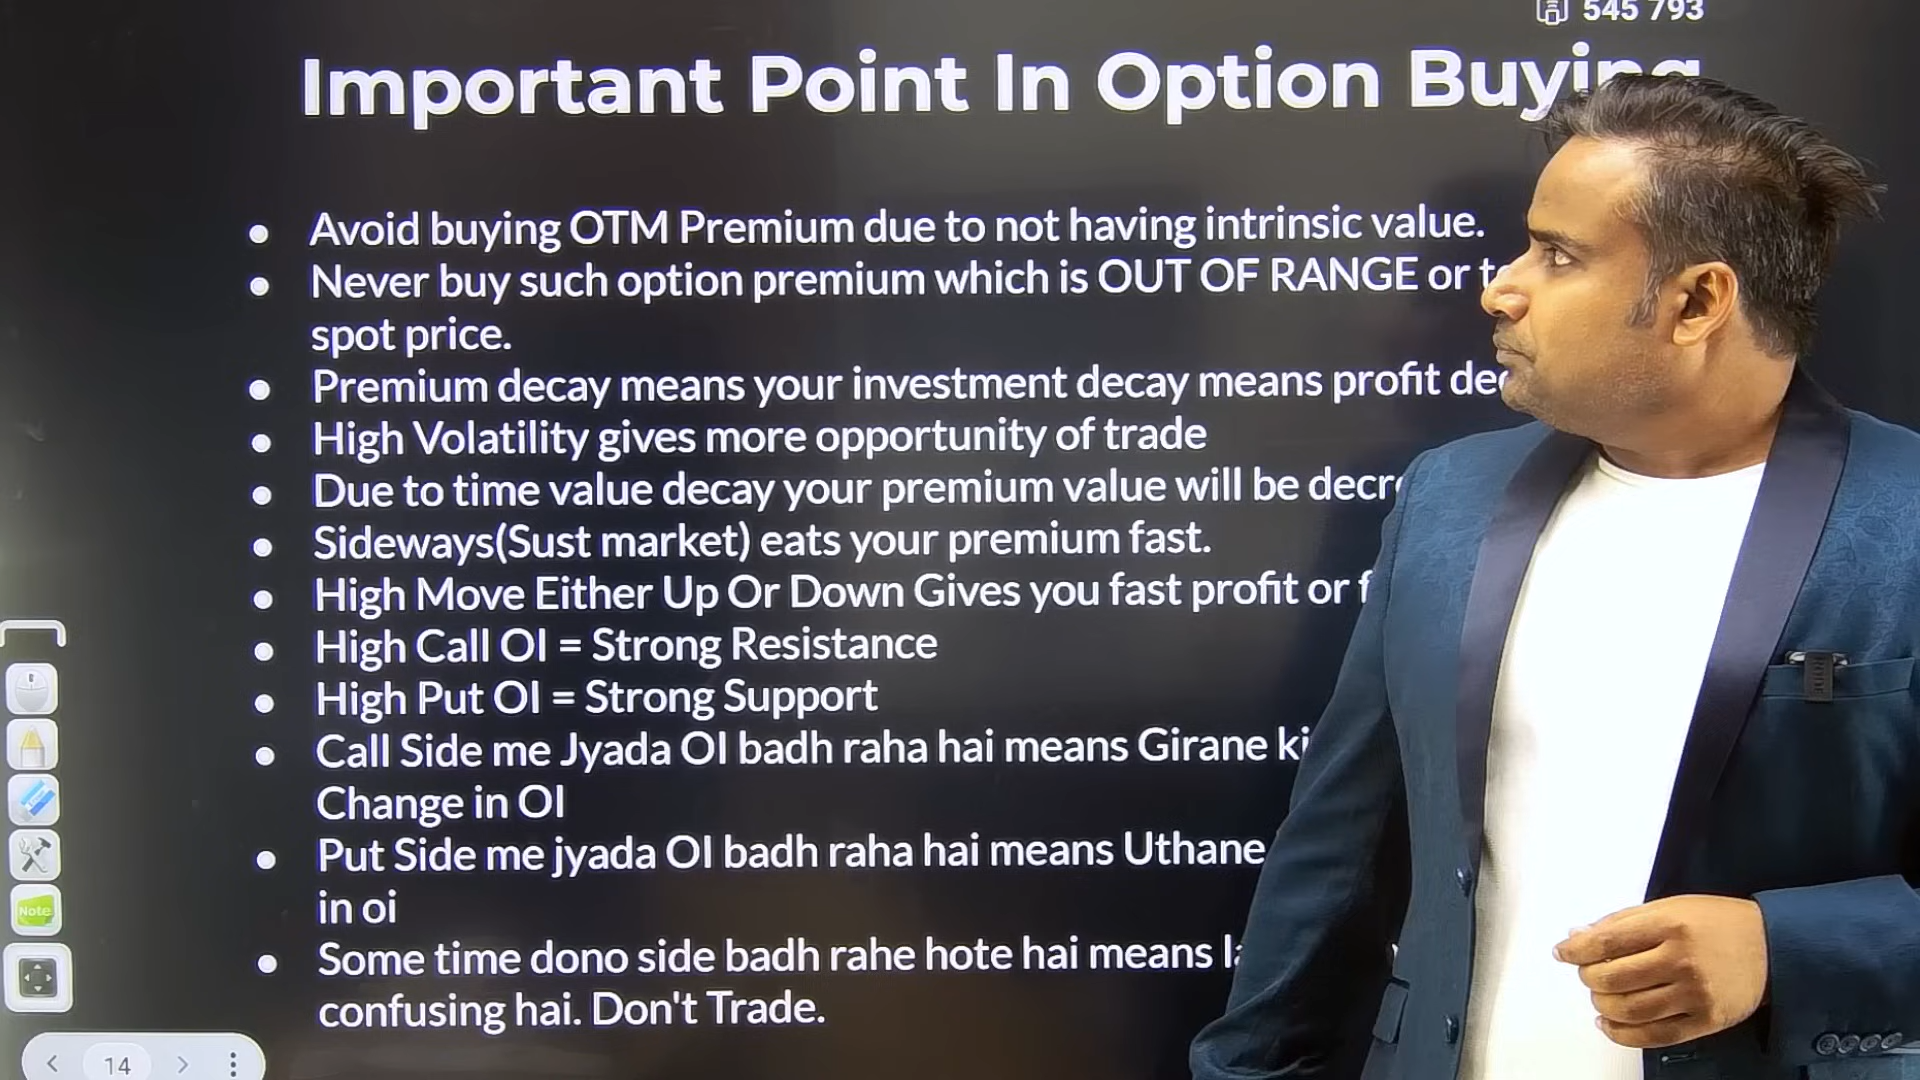 545 793
Important Point In Option Buying
Avoid buying OTM Premium due to not having intrinsic value.
Never buy such option premium which is OUT OF RANGE or
spot price.
Premium decay means your investment decay means profit
High Volatility gives more opportunity of trade
Due to time value decay your premium value will be
Sideways(Sust market) eats your premium fast.
High Move Either Up Or Down Gives you fast profit or
High Call OI = Strong Resistance
High Put OI = Strong Support
Call Side me Jyada OI badh raha hai means Girane ki
Change in OI
Put Side me jyada OI badh raha hai means Uthane
in oi
Some time dono side badh rahe hote hai means
confusing hai. Don't Trade.
Note
14